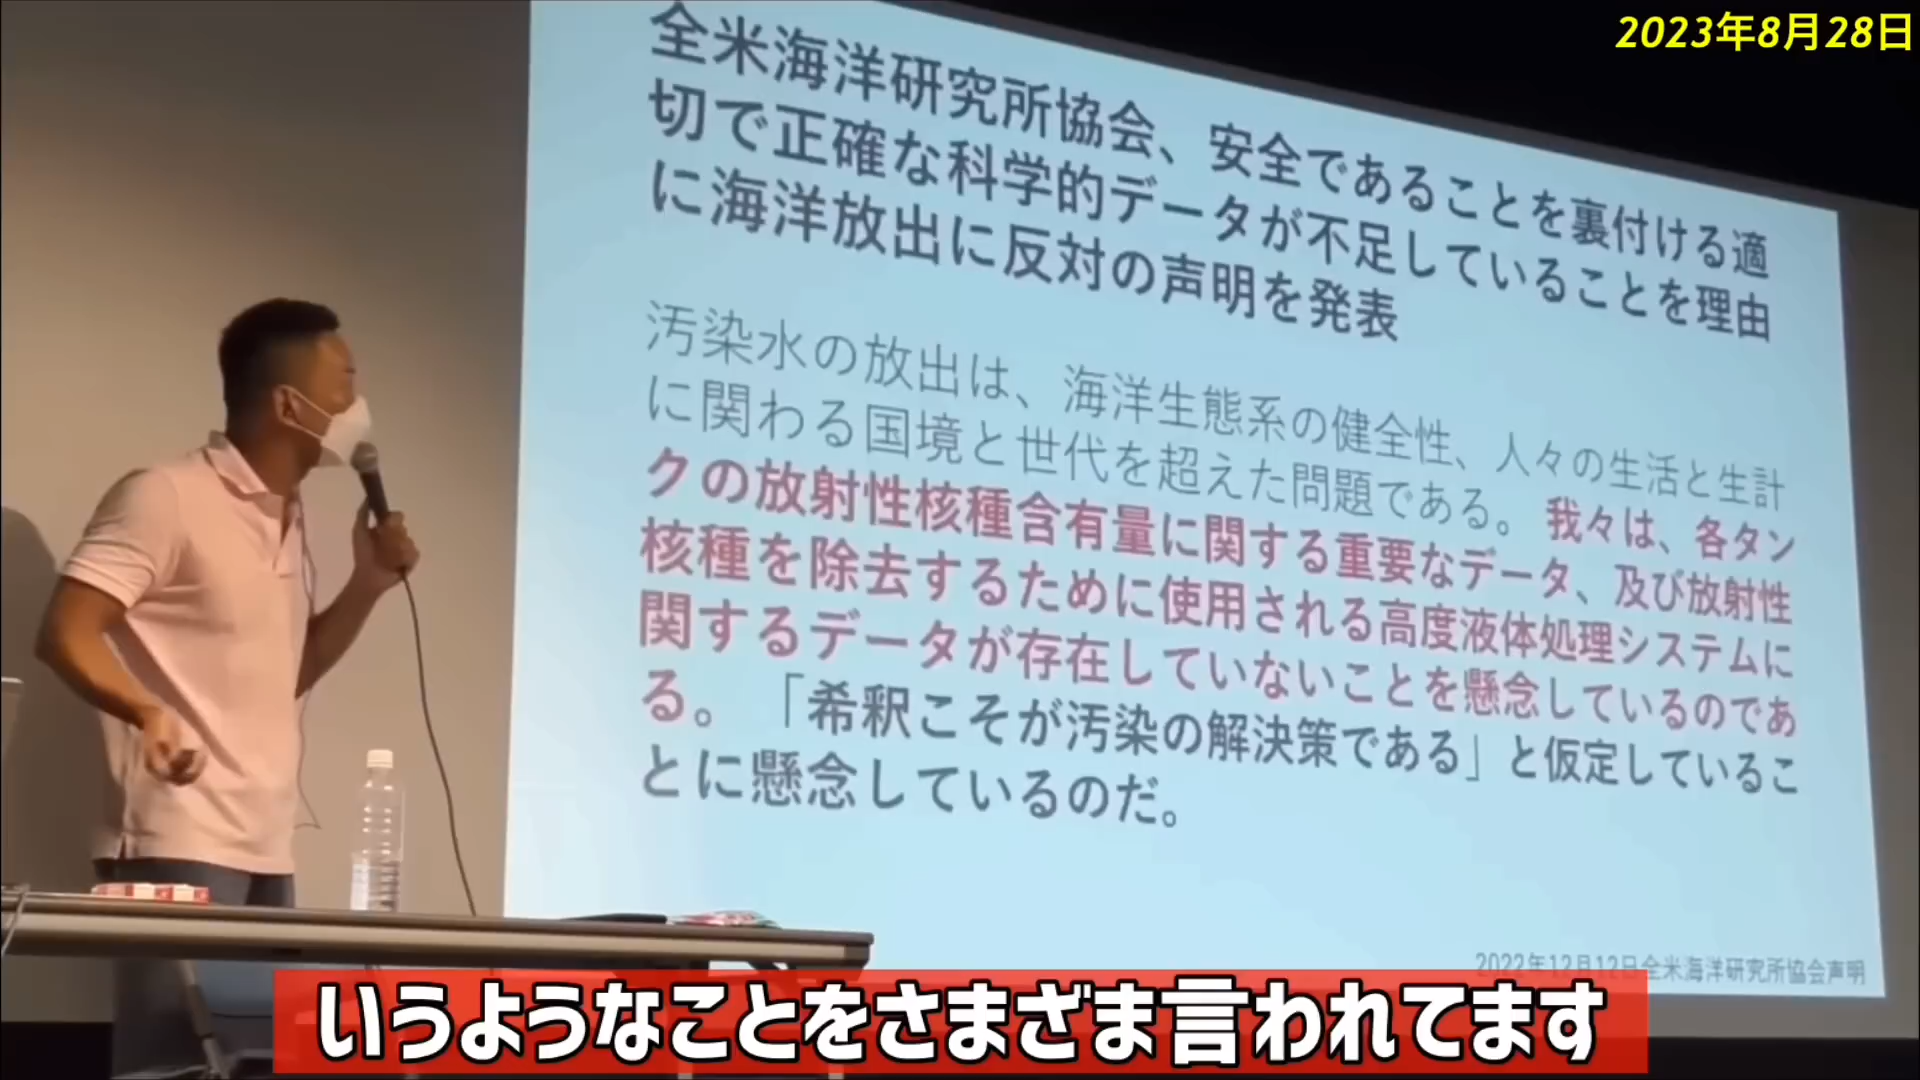 2023年8月28日
全米海洋研究所協会、安全であることを裏付ける適
切で正確な科学的データが不足していることを理由
に海洋放出に反対の声明を発表
汚染水の放出は、海洋生態系の健全性、人々の生活と生計
に関わる国境と世代を超えた問題である。我々は、各タン
クの放射性核種含有量に関する重要なデータ、及び放射性
核種を除去するために使用される高度液体処理システムに
関するデータが存在していないことを懸念しているのであ
る。「希釈こそが汚染の解決策である」と仮定しているこ
とに懸念しているのだ。
2022年12月12日全米海洋研究所協会声明
いうようなことをさまざま言われてます